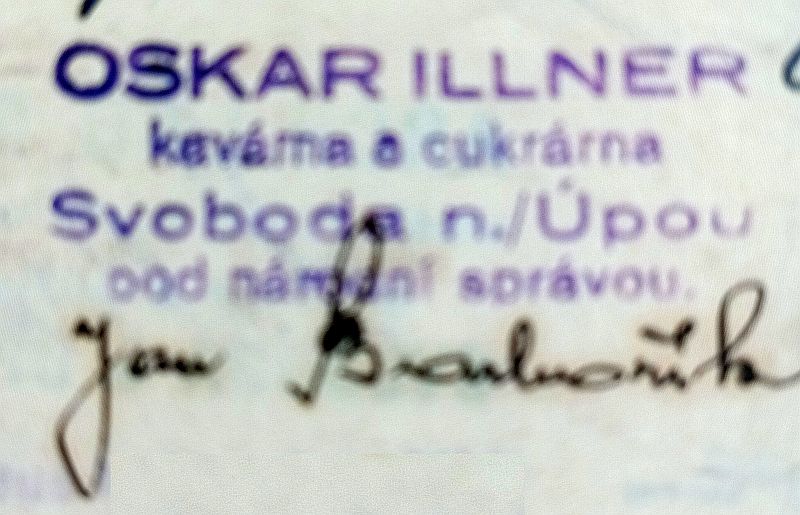 OSKAR ILLNER
kavárna a cukrárna
Svoboda n./Úpou
pod národní správou.
Jan